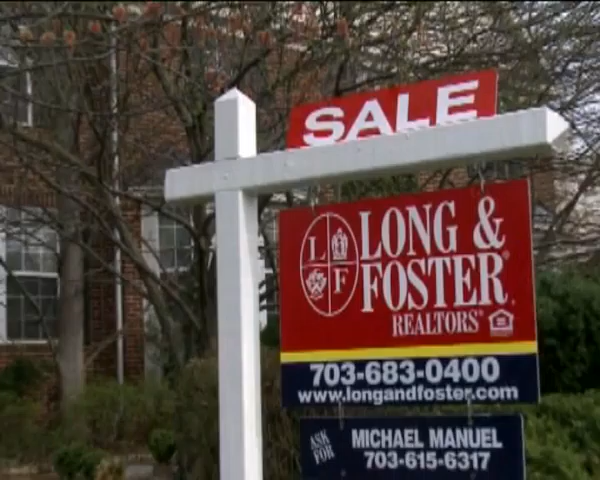 SALE
L F
LONG &
FOSTER®
REALTORS®
703-683-0400
www.longandfoster.com
ASK FOR
MICHAEL MANUEL
703-615-6317